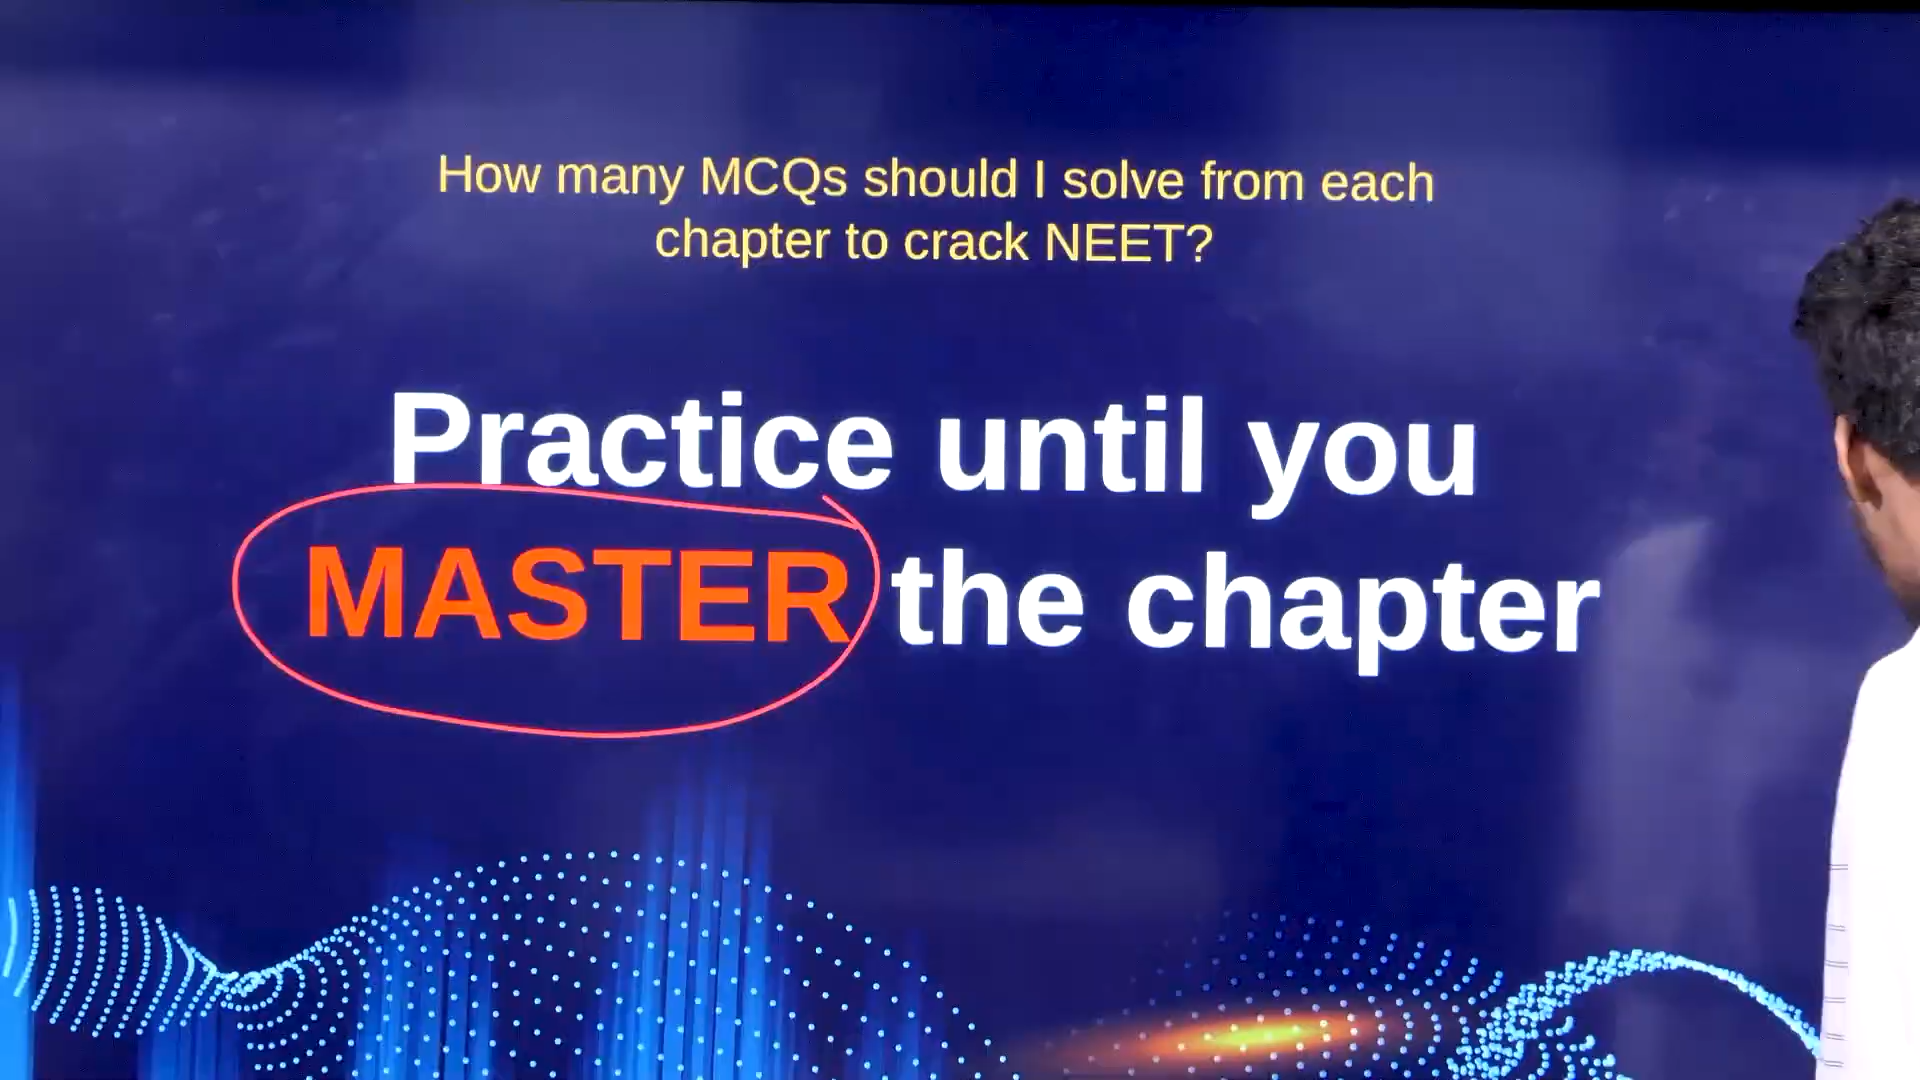 How many MCQs should I solve from each
chapter to crack NEET?
Practice until you
MASTER the chapter